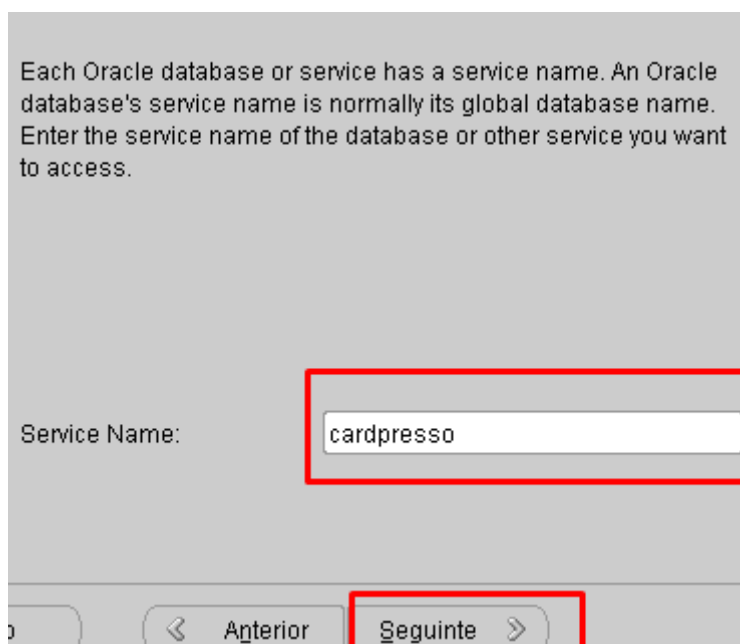 Each Oracle database or service has a service name. An Oracle
database's service name is normally its global database name.
Enter the service name of the database or other service you want
to access.
Service Name:
cardpresso
Anterior
Seguinte